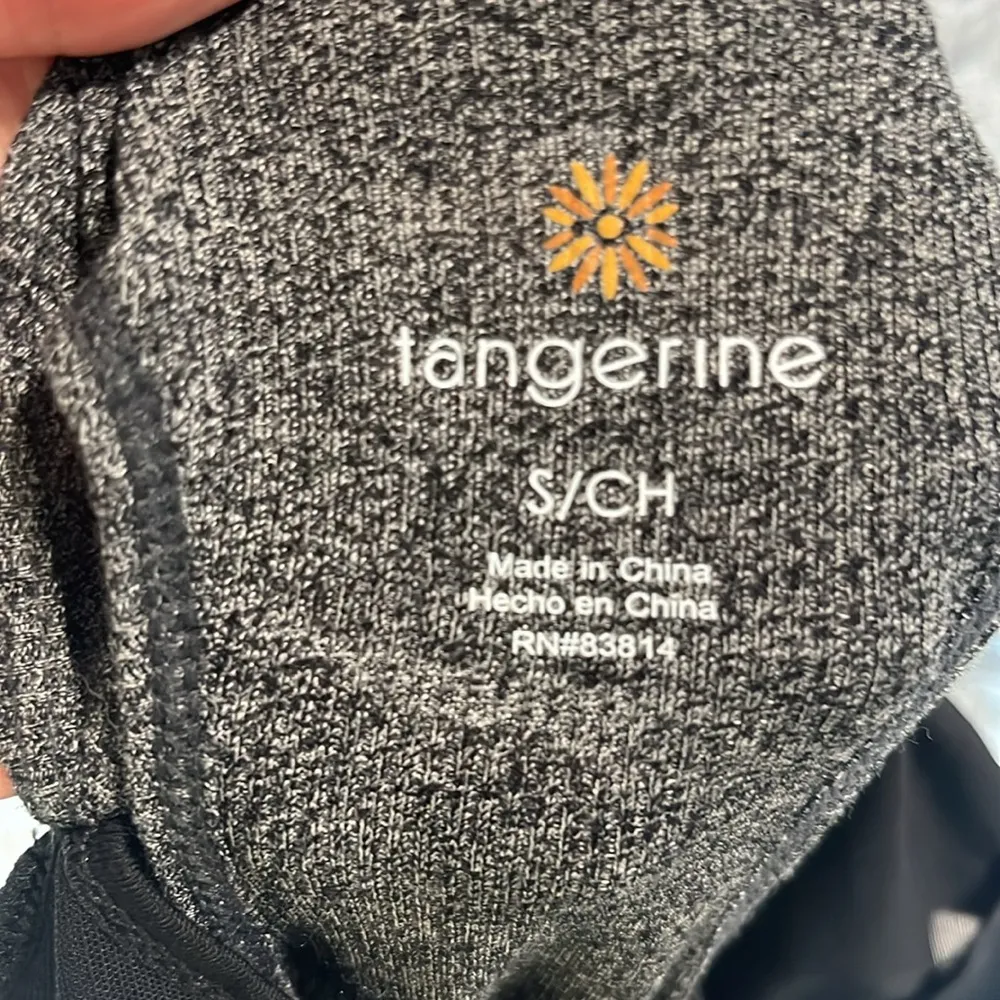 tangerine
S/CH
Made in China
Hecho en China
RN#83814